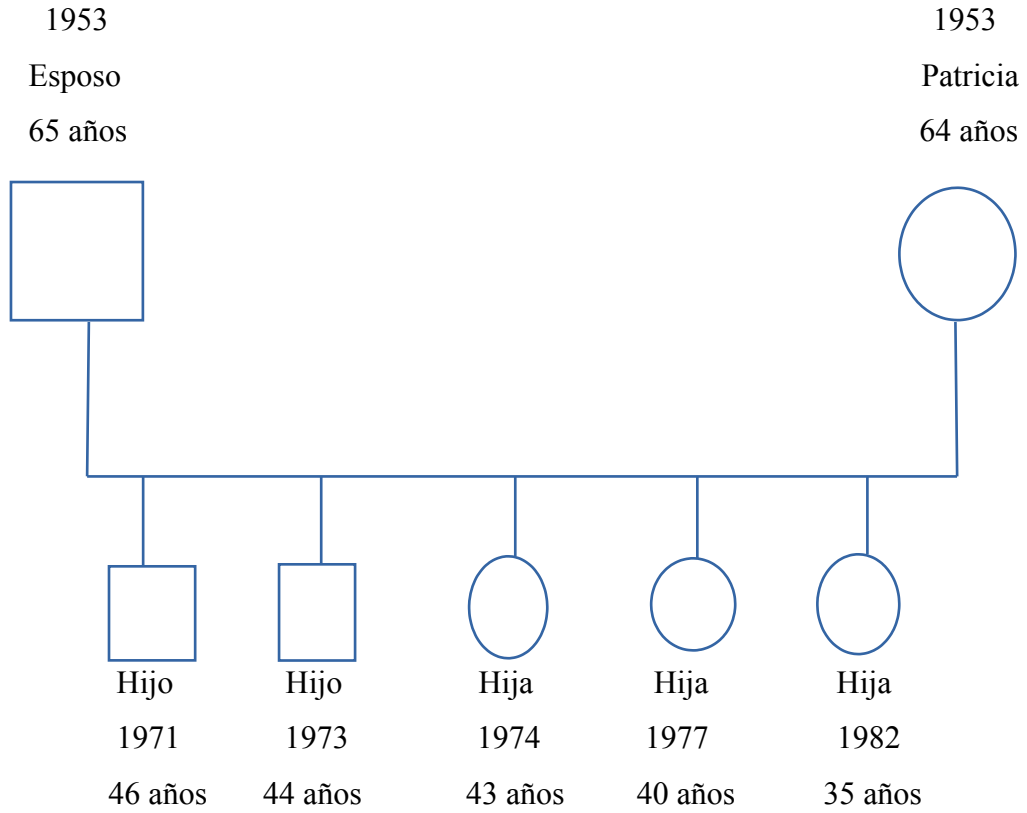 1953 1953
Esposo Patricia
65 años 64 años
Hijo Hijo Hija Hija Hija
1971 1973 1974 1977 1982
46 años 44 años 43 años 40 años 35 años